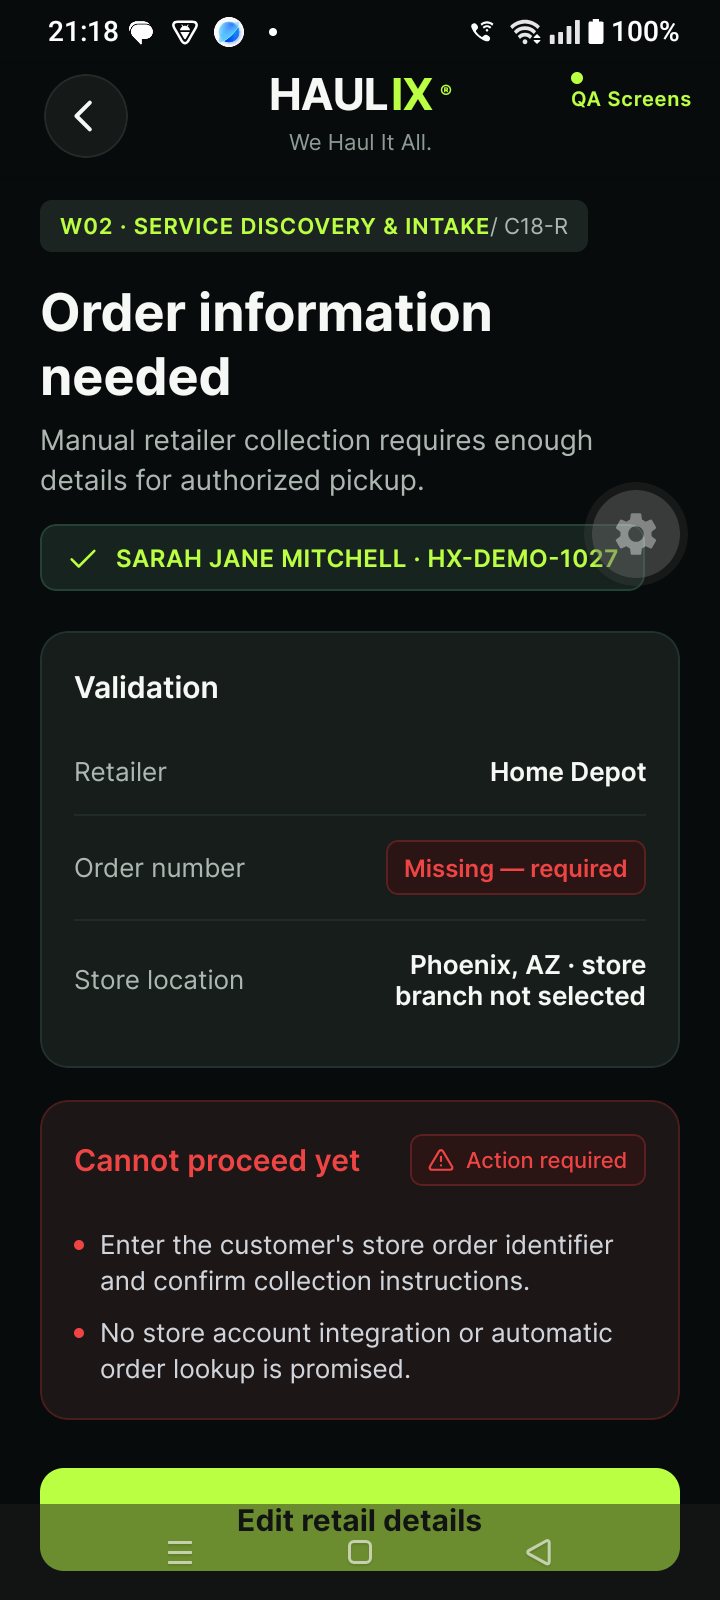 21:18
100%
HAULIX ®
We Haul It All.
QA Screens
W02 · SERVICE DISCOVERY & INTAKE/ C18-R
Order information
needed
Manual retailer collection requires enough
details for authorized pickup.
SARAH JANE MITCHELL · HX-DEMO-1027
Validation
Retailer
Home Depot
Order number
Missing — required
Store location
Phoenix, AZ · store
branch not selected
Cannot proceed yet
Action required
Enter the customer's store order identifier
and confirm collection instructions.
No store account integration or automatic
order lookup is promised.
Edit retail details